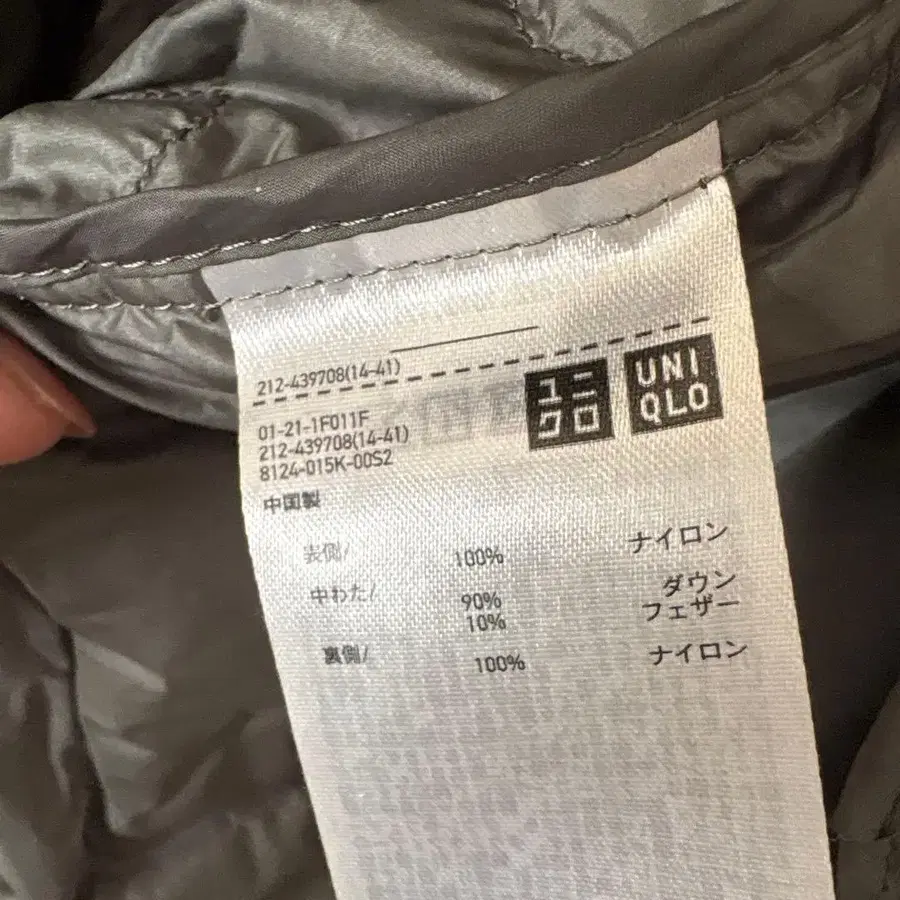 212-439708(14-41)
ユニ
クロ
UNI
QLO
01-21-1F011F
212-439708(14-41)
8124-015K-00S2
中国製
表側/ 100% ナイロン
中わた/ 90% ダウン
10% フェザー
裏側/ 100% ナイロン